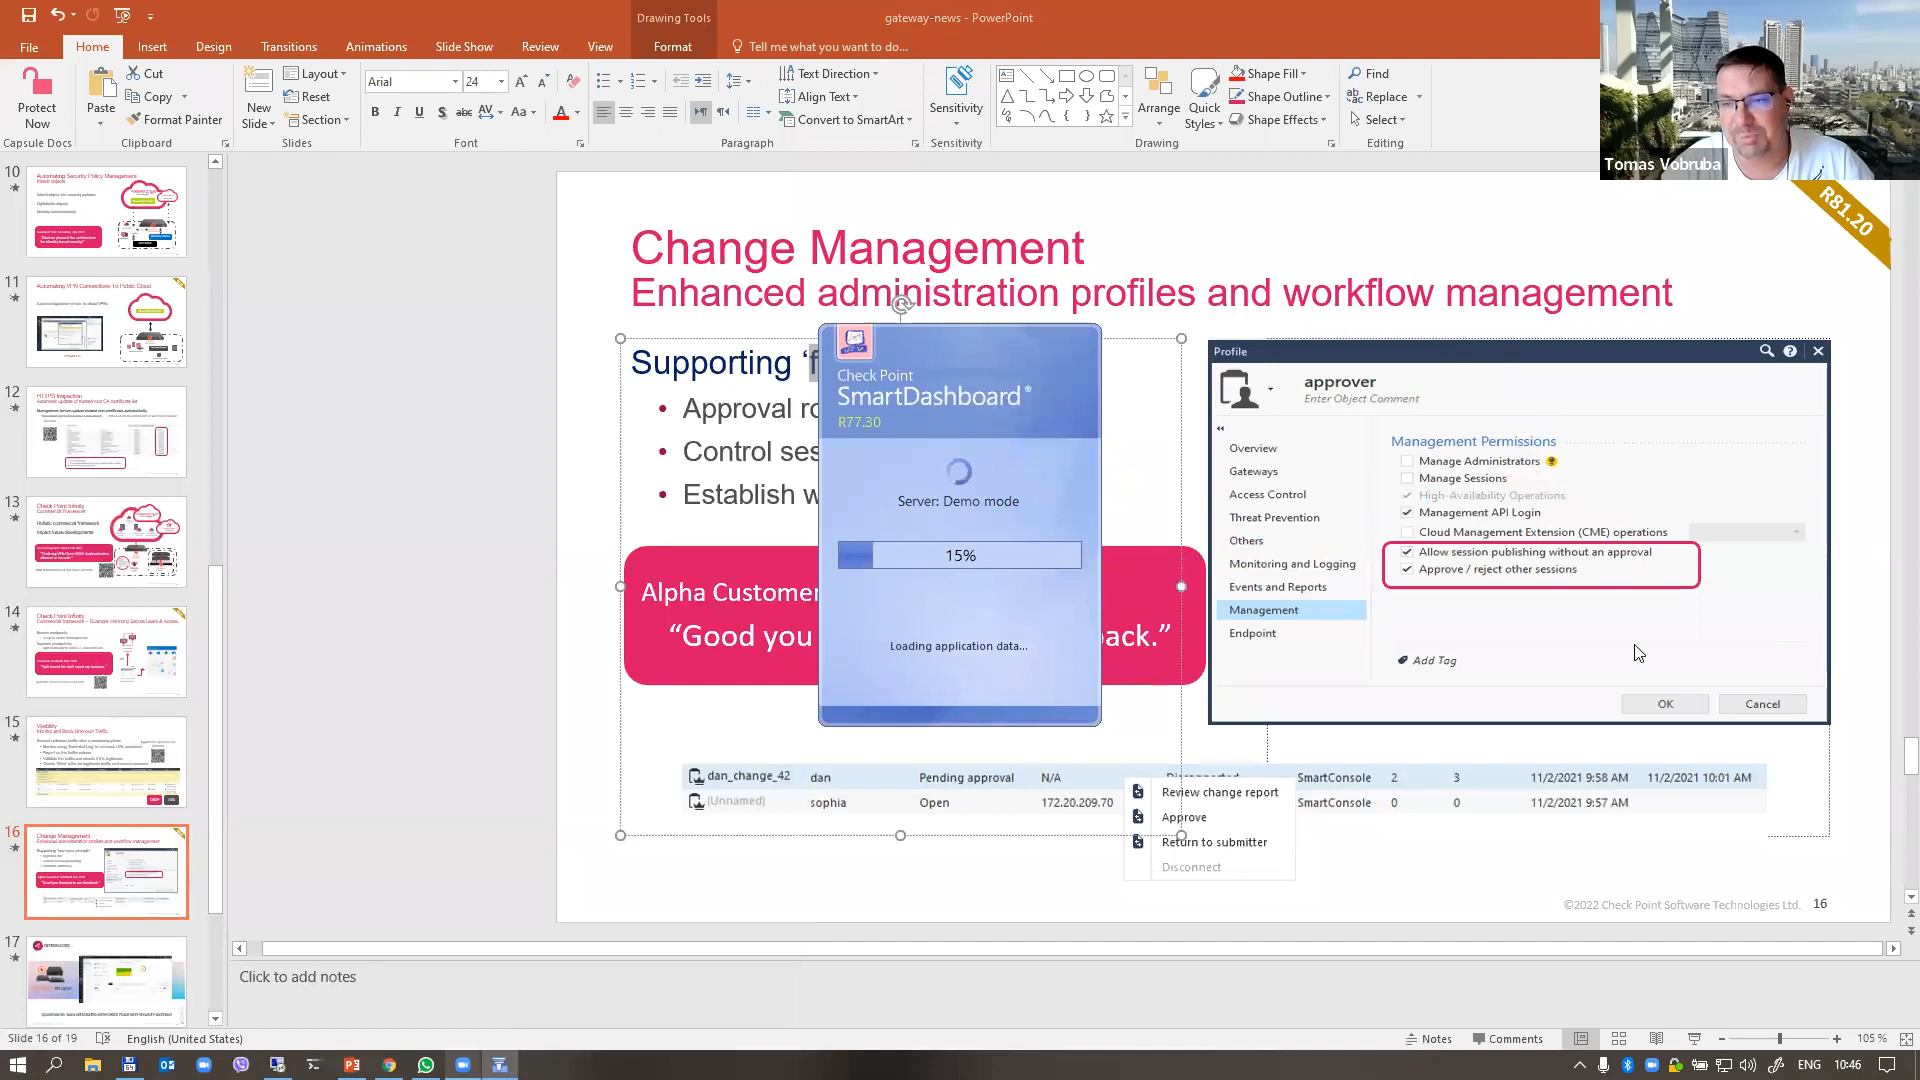 Drawing Tools
gateway-news - PowerPoint
File
Home
Insert
Design
Transitions
Animations
Slide Show
Review
View
Format
Tell me what you want to do...
Protect Now
Paste
Cut
Copy
Format Painter
New Slide
Layout
Reset
Section
Arial
24
Text Direction
Align Text
Convert to SmartArt
Sensitivity
Arrange
Quick Styles
Shape Fill
Shape Outline
Shape Effects
Find
Replace
Select
Capsule Docs
Clipboard
Slides
Font
Paragraph
Sensitivity
Drawing
Editing
Tomas Vobruba
R81.20
10
11
12
13
14
15
16
17
Change Management
Enhanced administration profiles and workflow management
Supporting ‘f
• Approval ro
• Control ses
• Establish w
Alpha Customer
“Good you
back.”
Check Point
SmartDashboard®
R77.30
Server: Demo mode
15%
Loading application data...
Profile
approver
Enter Object Comment
Overview
Gateways
Access Control
Threat Prevention
Others
Monitoring and Logging
Events and Reports
Management
Endpoint
Management Permissions
Manage Administrators
Manage Sessions
High-Availability Operations
Management API Login
Cloud Management Extension (CME) operations
Allow session publishing without an approval
Approve / reject other sessions
Add Tag
OK
Cancel
dan_change_42 dan Pending approval N/A Disconnected SmartConsole 2 3 11/2/2021 9:58 AM 11/2/2021 10:01 AM
(Unnamed) sophia Open 172.20.209.70 SmartConsole 0 0 11/2/2021 9:57 AM
Review change report
Approve
Return to submitter
Disconnect
©2022 Check Point Software Technologies Ltd. 16
Click to add notes
Slide 16 of 19
English (United States)
Notes
Comments
105 %
ENG
10:46